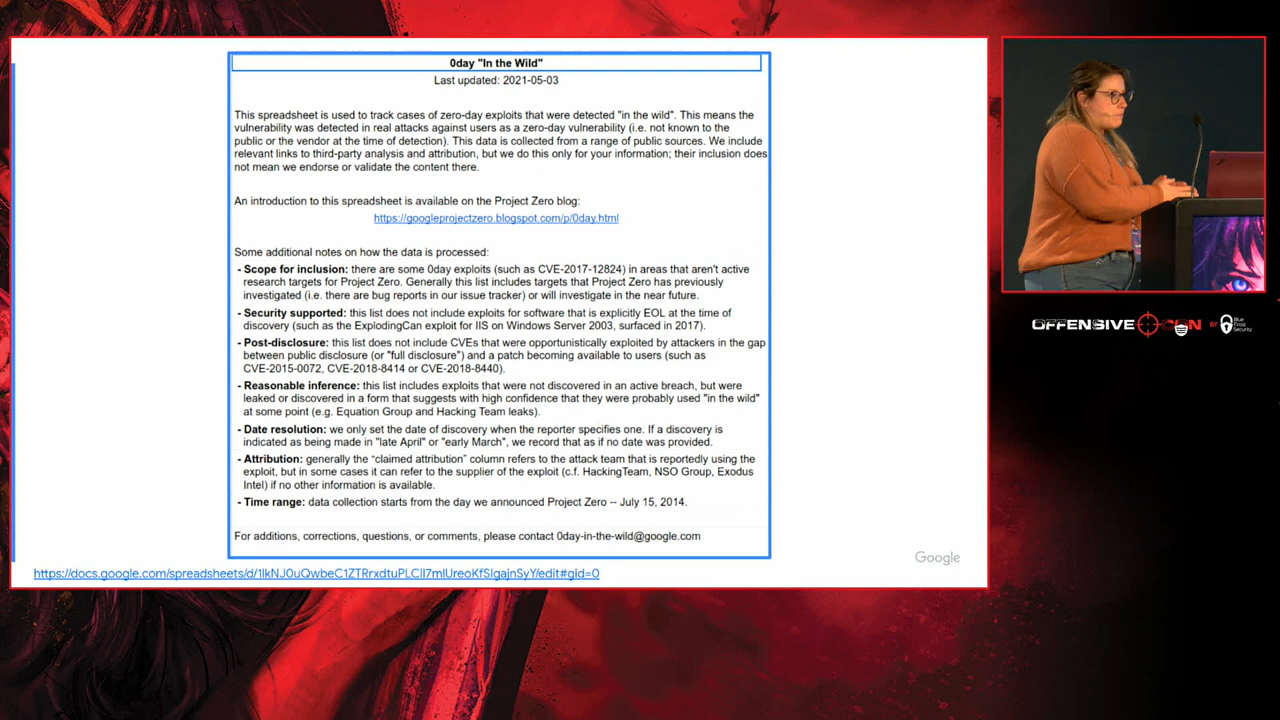 0day "In the Wild"
Last updated: 2021-05-03
This spreadsheet is used to track cases of zero-day exploits that were detected "in the wild". This means the
vulnerability was detected in real attacks against users as a zero-day vulnerability (i.e. not known to the
public or the vendor at the time of detection). This data is collected from a range of public sources. We include
relevant links to third-party analysis and attribution, but we do this only for your information; their inclusion does
not mean we endorse or validate the content there.
An introduction to this spreadsheet is available on the Project Zero blog:
https://googleprojectzero.blogspot.com/p/0day.html
Some additional notes on how the data is processed:
- Scope for inclusion: there are some 0day exploits (such as CVE-2017-12824) in areas that aren't active
research targets for Project Zero. Generally this list includes targets that Project Zero has previously
investigated (i.e. there are bug reports in our issue tracker) or will investigate in the near future.
- Security supported: this list does not include exploits for software that is explicitly EOL at the time of
discovery (such as the ExplodingCan exploit for IIS on Windows Server 2003, surfaced in 2017).
- Post-disclosure: this list does not include CVEs that were opportunistically exploited by attackers in the gap
between public disclosure (or "full disclosure") and a patch becoming available to users (such as
CVE-2015-0072, CVE-2018-8414 or CVE-2018-8440).
- Reasonable inference: this list includes exploits that were not discovered in an active breach, but were
leaked or discovered in a form that suggests with high confidence that they were probably used "in the wild"
at some point (e.g. Equation Group and Hacking Team leaks).
- Date resolution: we only set the date of discovery when the reporter specifies one. If a discovery is
indicated as being made in "late April" or "early March", we record that as if no date was provided.
- Attribution: generally the “claimed attribution” column refers to the attack team that is reportedly using the
exploit, but in some cases it can refer to the supplier of the exploit (c.f. HackingTeam, NSO Group, Exodus
Intel) if no other information is available.
- Time range: data collection starts from the day we announced Project Zero -- July 15, 2014.
For additions, corrections, questions, or comments, please contact 0day-in-the-wild@google.com
Google
https://docs.google.com/spreadsheets/d/1lkNJ0uQwbeC1ZTRrxdtuPLCIl7mlUreoKfSIgajnSyY/edit#gid=0
OFFENSIVE CON BY Blue Frost Security